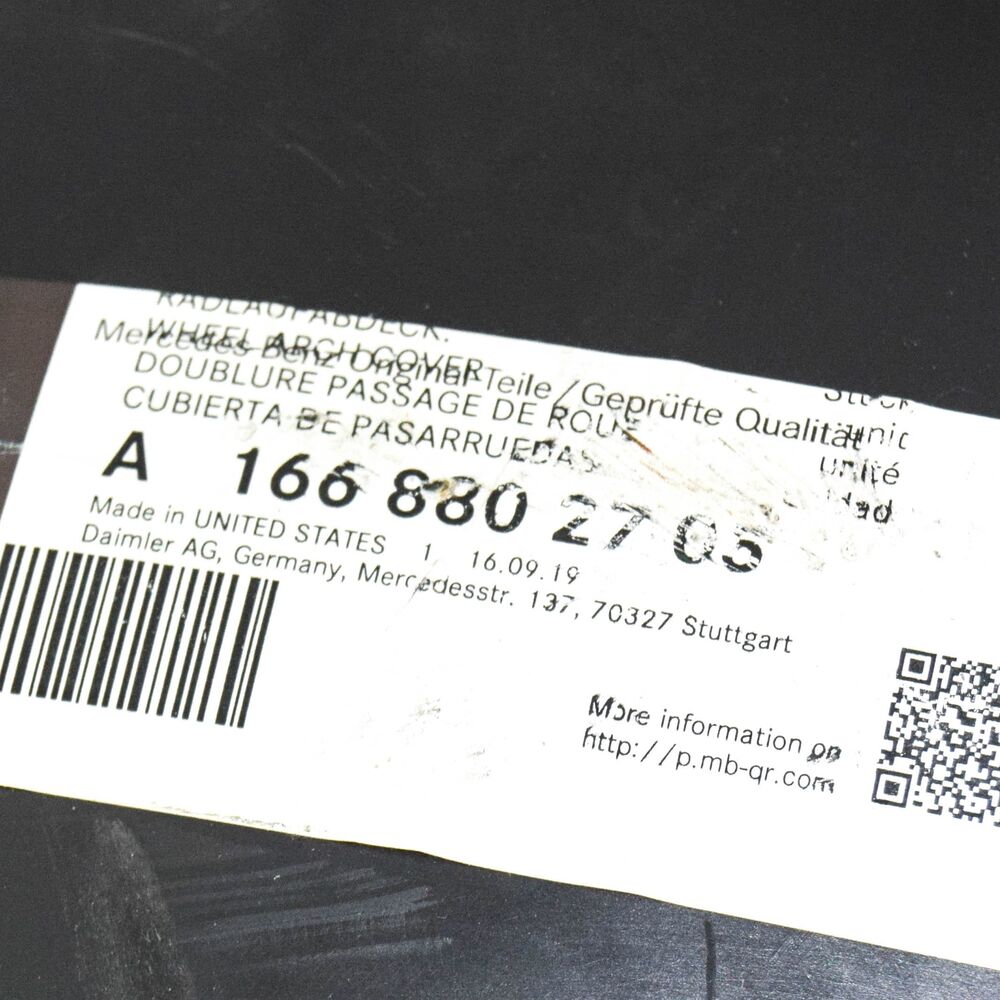 RADLAUFABDECK.
WHEEL ARCH COVER
Mercedes-Benz Original-Teile/Geprüfte Qualität
DOUBLURE PASSAGE DE ROUE
CUBIERTA DE PASARRUEDAS
unité
A 166 880 27 05
Made in UNITED STATES 1 16.09.19
Daimler AG, Germany, Mercedesstr. 137, 70327 Stuttgart
More information on
http://p.mb-qr.com